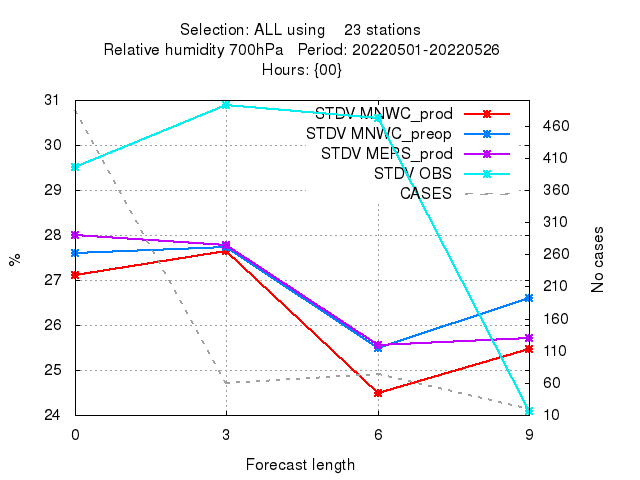 Selection: ALL using    23 stations
Relative humidity 700hPa   Period: 20220501-20220526
Hours: {00}
STDV MNWC_prod
STDV MNWC_preop
STDV MEPS_prod
STDV OBS
CASES
31
30
29
28
27
26
25
24
%
460
410
360
310
260
210
160
110
60
10
No cases
0 3 6 9
Forecast length